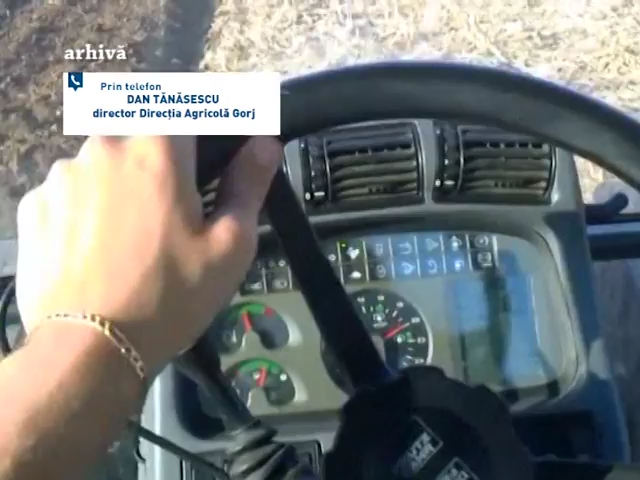 arhivă
Prin telefon
DAN TĂNĂSESCU
director Direcția Agricolă Gorj